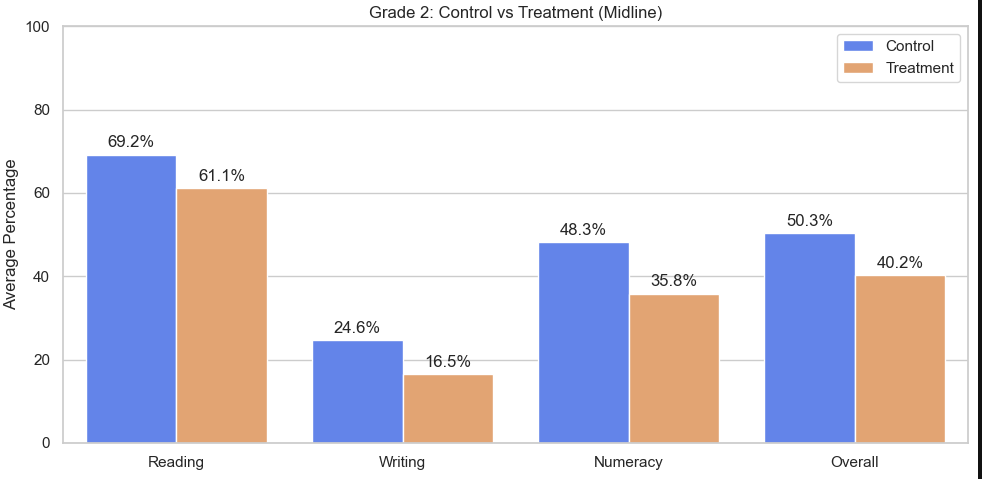 Grade 2: Control vs Treatment (Midline)
Average Percentage
100
80
60
40
20
0
Control
Treatment
69.2%
61.1%
24.6%
16.5%
48.3%
35.8%
50.3%
40.2%
Reading
Writing
Numeracy
Overall